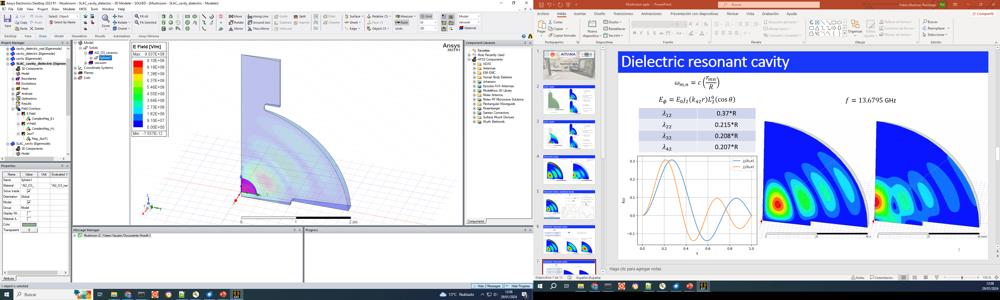 Ansys Electronics Desktop 2023 R1 - Mushroom - SLAC_cavity_dielectric - 3D Modeler - SOLVED - [Mushroom - SLAC_cavity_dielectric - Modeler]
File Edit View Project Draw Modeler HFSS Tools Window Help
Save
Cut
Copy
Paste
Undo
Redo
Delete
Select: Object
Select by Name
Zoom
Pan
Rotate
Orient
Fit All
Fit Selected
Move
Rotate
Mirror
Along Line
Around Axis
Thru Mirror
Unite
Subtract
Intersect
Split
Imprint
Fillet
Chamfer
Surface
Sheet
Edge
Relative CS
Face CS
Object CS
Measure
Ruler
Units
Grid
XY
3D
Model
vacuum
Material
Desktop View Draw Model Simulation Results Automation Ansys Minerva
Project Manager
cavity_dielectric_real (Eigenmode)
cavity_dielectric (Eigenmode)
cavity (Eigenmode)
SLAC_cavity_dielectric (Eigenm
3D Components
Model
Boundaries
Excitations
Mesh
Analysis
Optimetrics
Results
Field Overlays
E Field
ComplexMag_E1
H Field
ComplexMag_H1
Jsurf
Mag_Jsurf1
SLAC_cavity (Eigenmode)
3D Components
Model
Properties
Name Value Unit Evaluated V
Name Sphere1
Material "Al2_O3_... "Al2_O3_cer
Solve Inside
Orientation Global
Model
Group Model
Display Wi...
Material A...
Color
Transparent 0
Attribute
1 object is selected
Model
Solids
Al2_O3_ceramic
Sphere1
vacuum
Coordinate Systems
Planes
Lists
E Field [V/m]
Max: 9.037E+08
9.10E+08
8.19E+08
7.28E+08
6.37E+08
5.46E+08
4.55E+08
3.64E+08
2.73E+08
1.82E+08
9.10E+07
0.00E+00
Min: -7.557E-12
Ansys
2023 R1
Z
Y
X
Z
Y
X
0 1 2 (in)
Component Libraries
Favorites
Most Recently Used
HFSS Components
ADAS
Antennas
EMI EMC
Human Body Exteriors
Johanson
Kyocera AVX Antennas
Modelithics 3D Library
Molex Antenna
Molex RF Microwave Solutions
Rectangular Waveguide
Rosenberger
Samtec Connectors
Surface Mount Devices
Wurth Elektronik
Components
Message Manager
Mushroom (C:/Users/Usuario/Documents/Ansoft/)
Progress
Hide 2 Messages
Hide Progress
Buscar
13°C Nublado
12:08
29/01/2024
Mushroom.pptx - PowerPoint
Buscar
Pablo Martinez Reviriego PM
Archivo Inicio Insertar Diseño Transiciones Animaciones Presentación con diapositivas Revisar Vista Grabación Ayuda
Compartir
Pegar
Cortar
Copiar
Copiar formato
Portapapeles
Nueva diapositiva
Diseño
Restablecer
Sección
Diapositivas
18
N K S S ab AV Aa A
Fuente
Dirección del texto
Alinear texto
Convertir a SmartArt
Párrafo
Organizar
Estilos rápidos
Relleno de forma
Contorno de forma
Efectos de forma
Dibujo
Buscar
Reemplazar
Seleccionar
Edición
1
AITANA
Mushroom cavity
2
SLAC cavity
3
SLAC cavity
4
Resonant cavity
5
Resonant cavity: analytical study
6
Dielectric resonant cavity
7
Dielectric resonant cavity
Dielectric resonant cavity
ω_{m,n} = c (r_{mn}/R)
E_ϕ = E_0 j_2(k_{42}r)L_2^0(cos θ)
f = 13.6795 GHz
λ_{12} 0.37*R
λ_{22} 0.215*R
λ_{32} 0.208*R
λ_{42} 0.207*R
j_2(k_3x)
j_2(k_4x)
0.3
0.2
0.1
0.0
−0.1
f(x)
0.0 0.2 0.4 0.6 0.8 1.0
x
0 25 50 (r
0 25 50 (mm)
7
Haga clic para agregar notas
Diapositiva 7 de 13 Español (España)
Notas Comentarios 105 %
12:08
29/01/2024